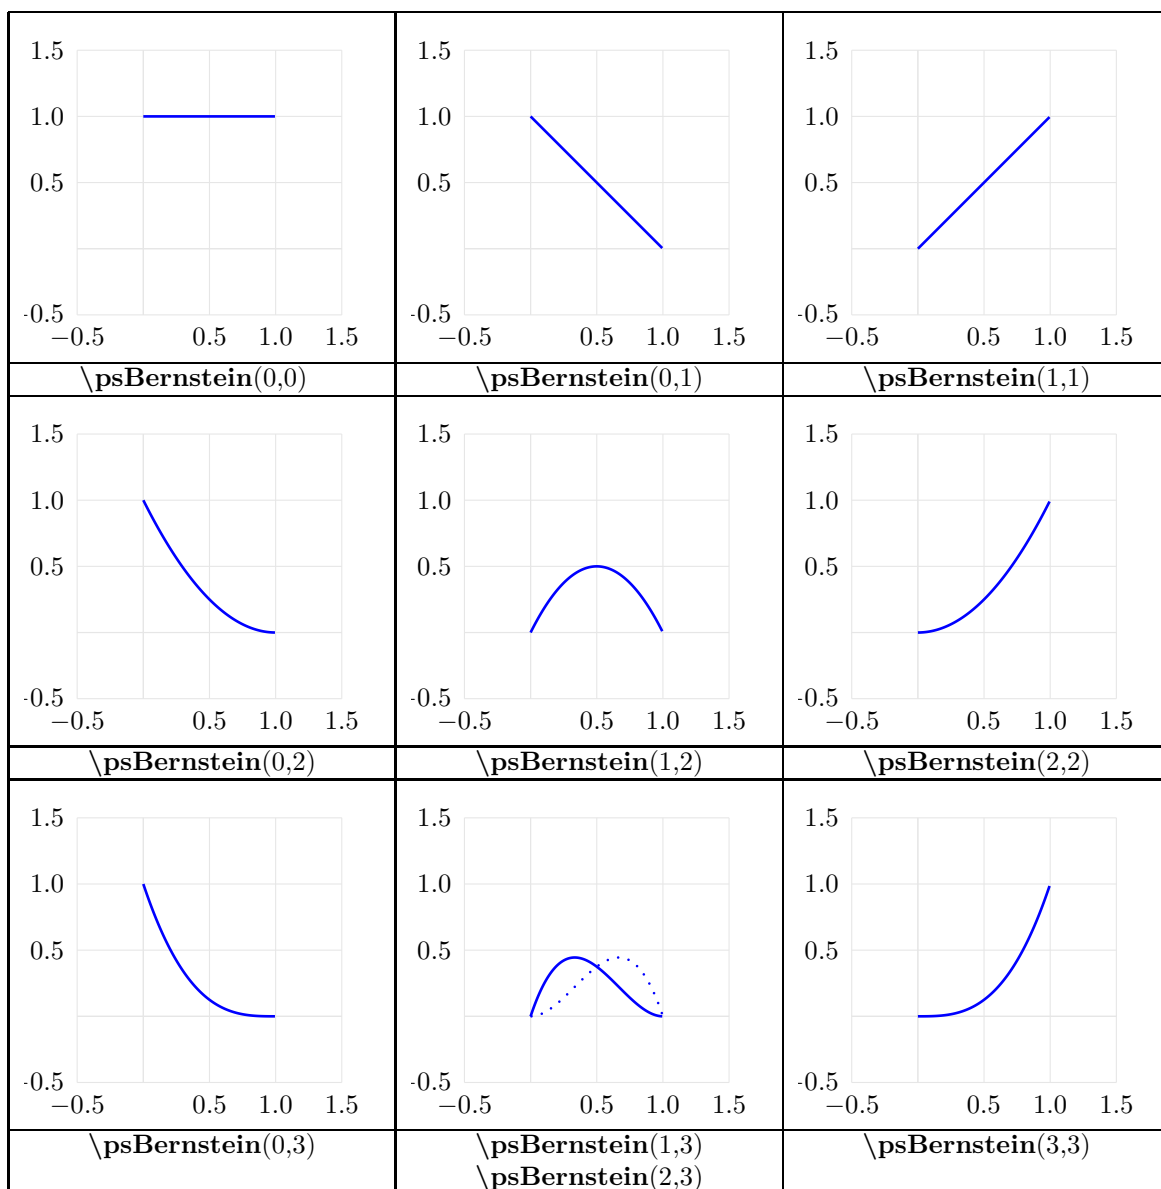 1.5 1.5 1.5
1.0 1.0 1.0
0.5 0.5 0.5
-0.5 -0.5 -0.5
−0.5 0.5 1.0 1.5 −0.5 0.5 1.0 1.5 −0.5 0.5 1.0 1.5
\psBernstein(0,0) \psBernstein(0,1) \psBernstein(1,1)
1.5 1.5 1.5
1.0 1.0 1.0
0.5 0.5 0.5
-0.5 -0.5 -0.5
−0.5 0.5 1.0 1.5 −0.5 0.5 1.0 1.5 −0.5 0.5 1.0 1.5
\psBernstein(0,2) \psBernstein(1,2) \psBernstein(2,2)
1.5 1.5 1.5
1.0 1.0 1.0
0.5 0.5 0.5
-0.5 -0.5 -0.5
−0.5 0.5 1.0 1.5 −0.5 0.5 1.0 1.5 −0.5 0.5 1.0 1.5
\psBernstein(0,3) \psBernstein(1,3) \psBernstein(3,3)
\psBernstein(2,3)